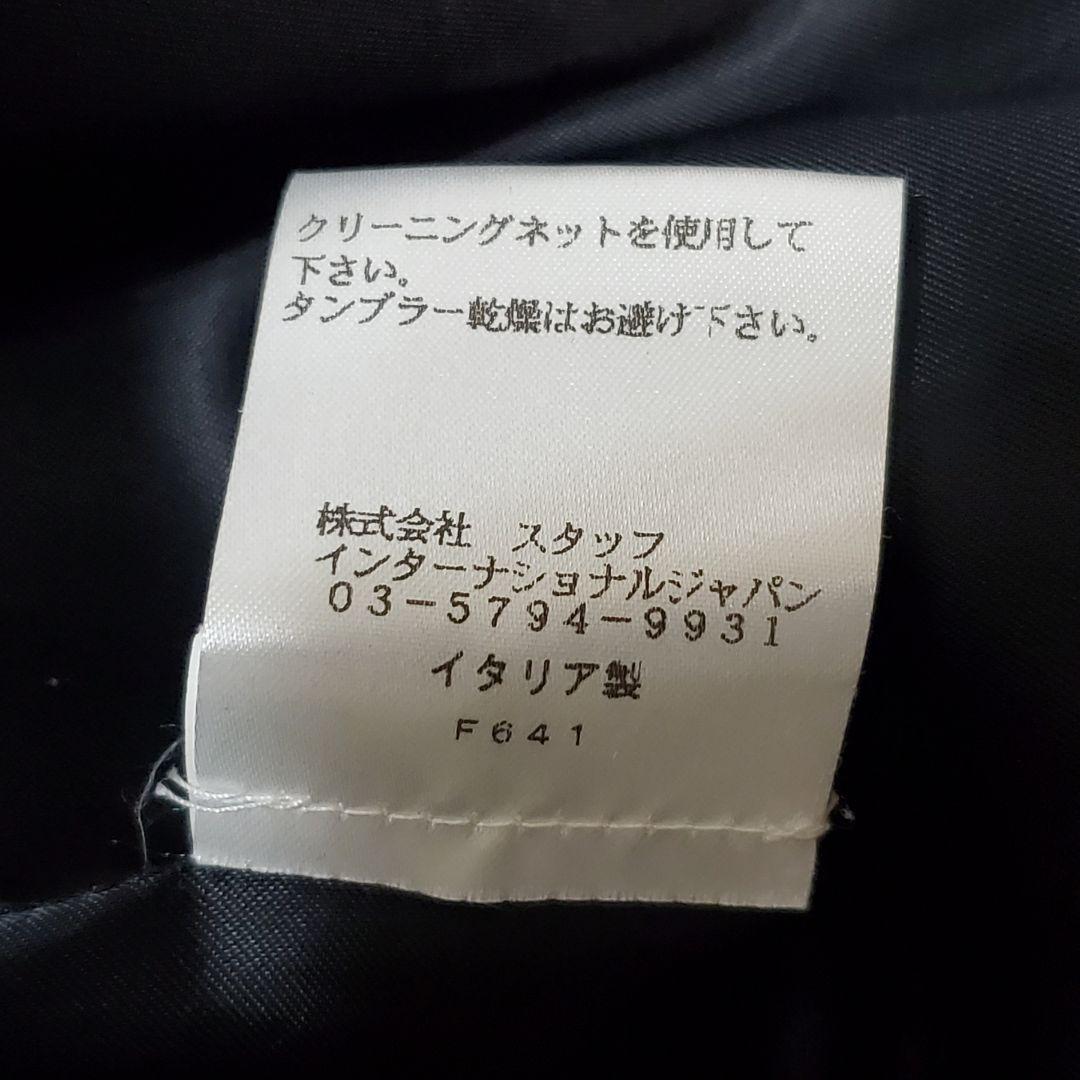 クリーニングネットを使用して
下さい。
タンブラー乾燥はお避け下さい。
株式会社　スタッフ
インターナショナルジャパン
０３－５７９４－９９３１
イタリア製
Ｆ６４１